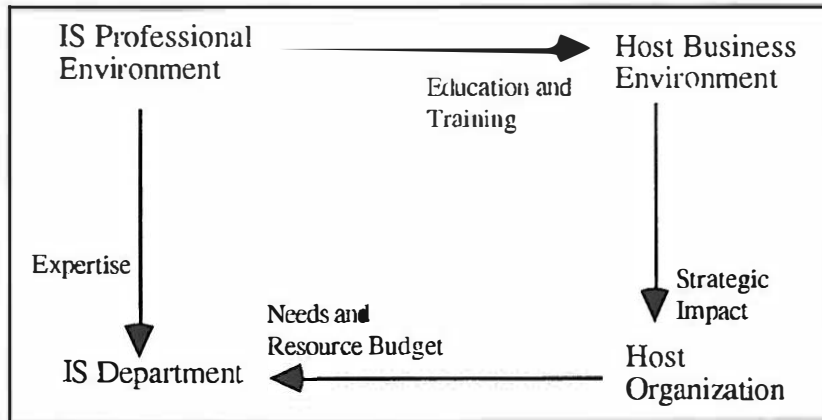 IS Professional
Environment
Host Business
Environment
Education and
Training
Expertise
Strategic
Impact
Needs and
Resource Budget
IS Department
Host
Organization